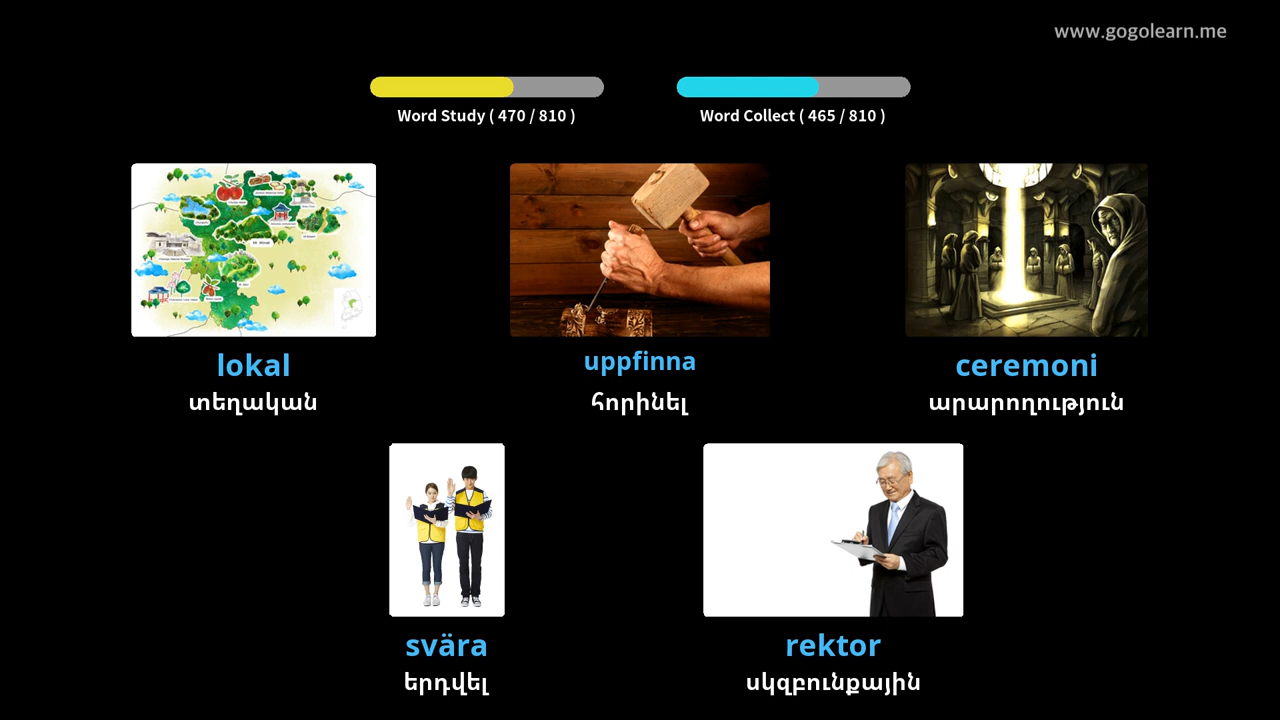 www.gogolearn.me
Word Study ( 470 / 810 )
Word Collect ( 465 / 810 )
lokal
տեղական
uppfinna
հորինել
ceremoni
արարողություն
svära
երդվել
rektor
սկզբունքային